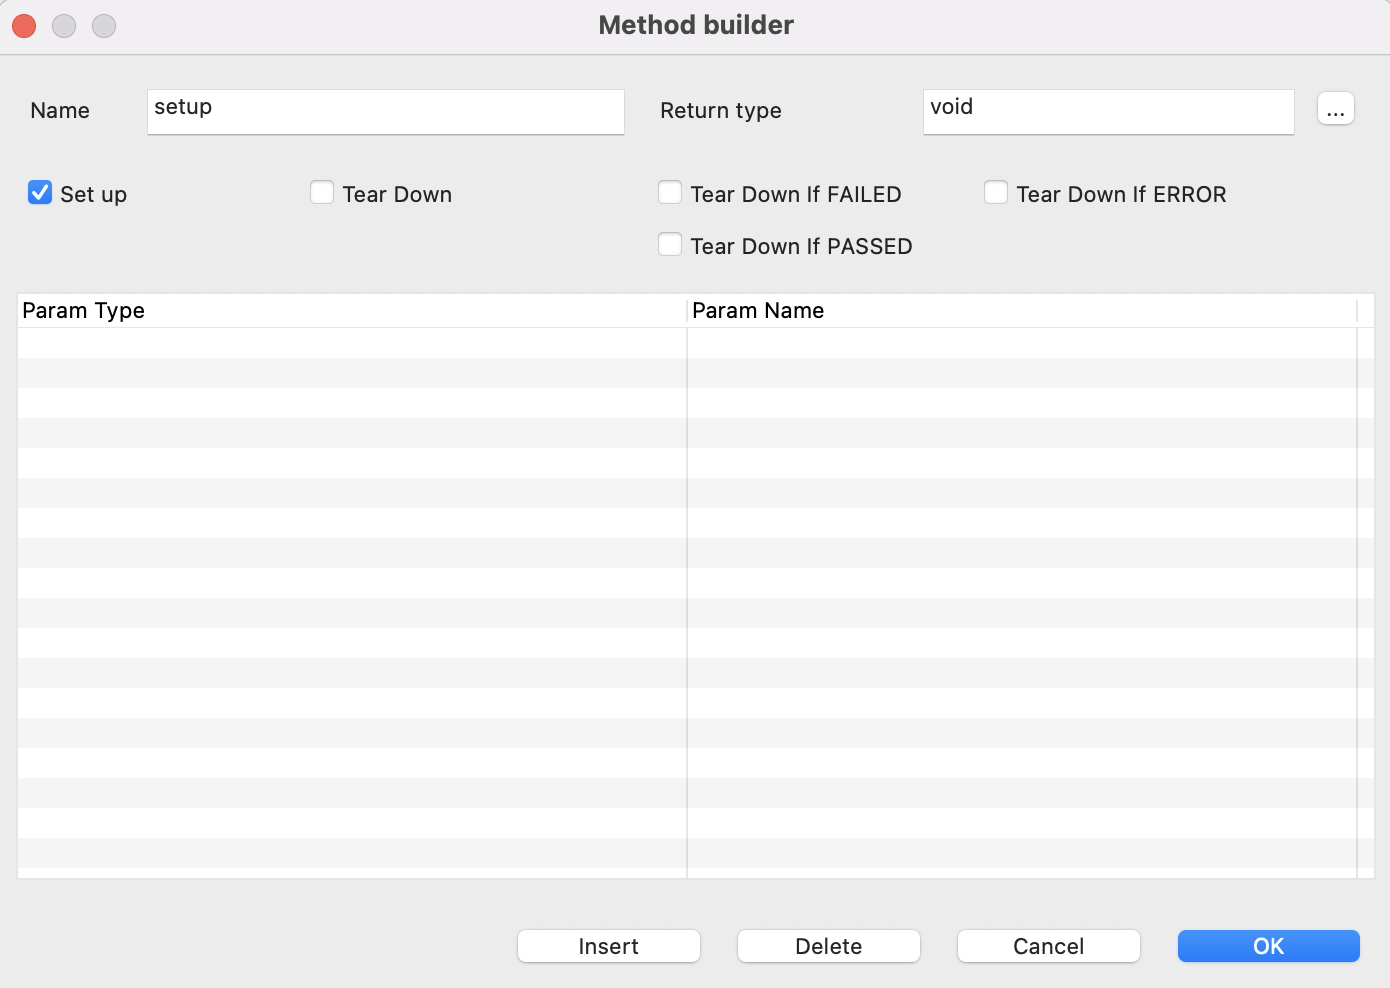 Method builder
Name setup Return type void ...
Set up Tear Down Tear Down If FAILED Tear Down If ERROR
Tear Down If PASSED
Param Type Param Name
Insert Delete Cancel OK